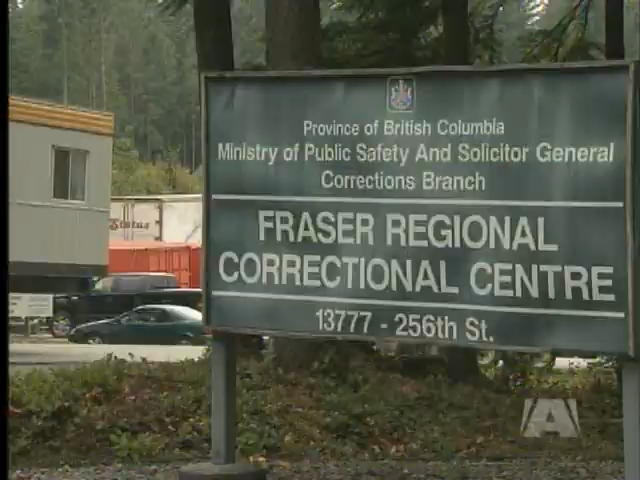 Province of British Columbia
Ministry of Public Safety And Solicitor General
Corrections Branch
FRASER REGIONAL
CORRECTIONAL CENTRE
13777 - 256th St.
A